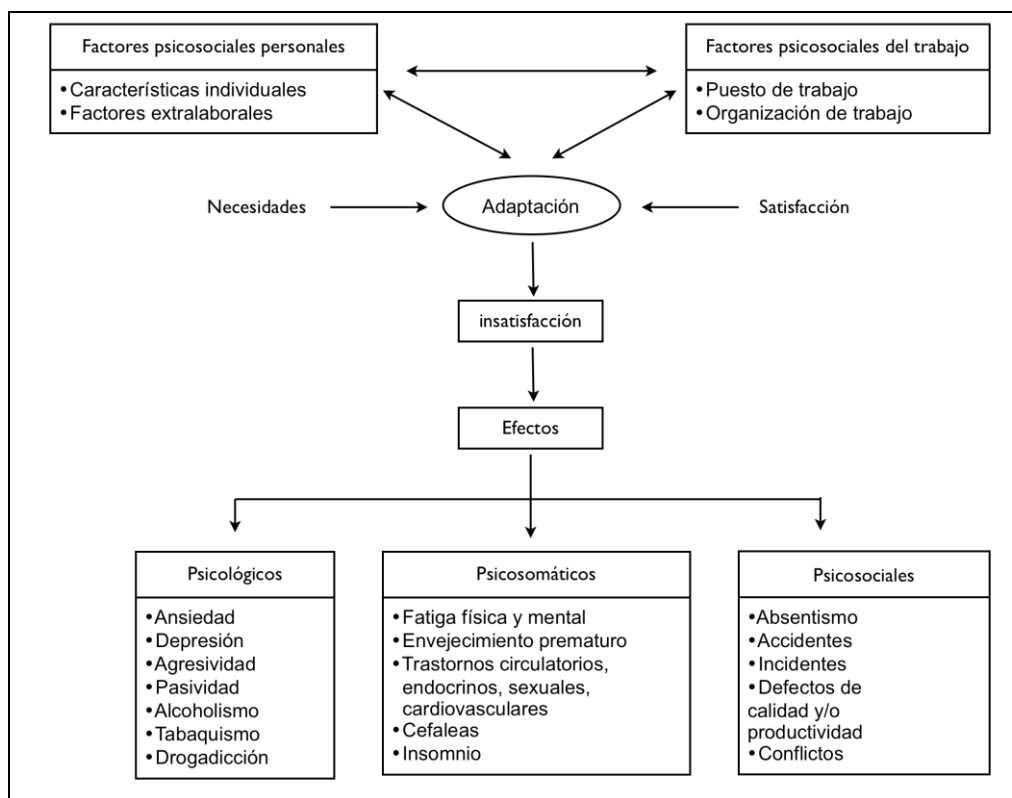 Factores psicosociales personales
•Características individuales
•Factores extralaborales
Factores psicosociales del trabajo
•Puesto de trabajo
•Organización de trabajo
Necesidades
Adaptación
Satisfacción
insatisfacción
Efectos
Psicológicos
•Ansiedad
•Depresión
•Agresividad
•Pasividad
•Alcoholismo
•Tabaquismo
•Drogadicción
Psicosomáticos
•Fatiga física y mental
•Envejecimiento prematuro
•Trastornos circulatorios,
endocrinos, sexuales,
cardiovasculares
•Cefaleas
•Insomnio
Psicosociales
•Absentismo
•Accidentes
•Incidentes
•Defectos de
calidad y/o
productividad
•Conflictos